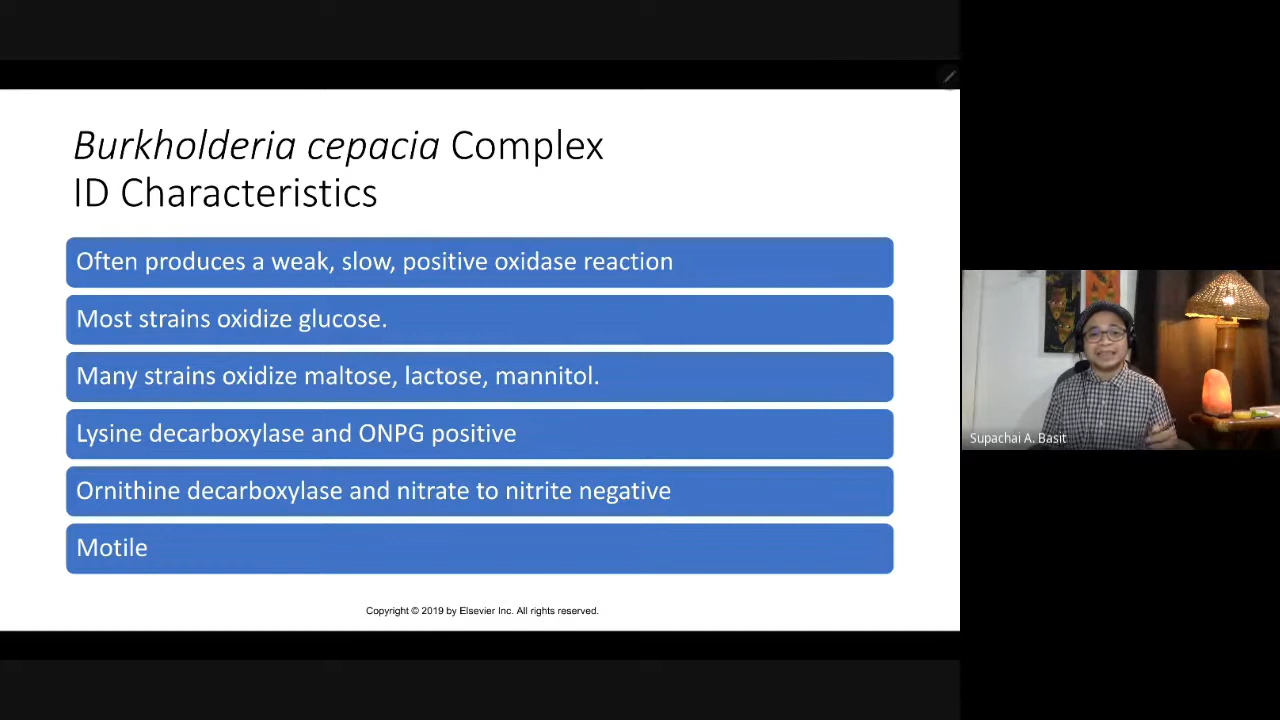 Burkholderia cepacia Complex
ID Characteristics
Often produces a weak, slow, positive oxidase reaction
Most strains oxidize glucose.
Many strains oxidize maltose, lactose, mannitol.
Lysine decarboxylase and ONPG positive
Ornithine decarboxylase and nitrate to nitrite negative
Motile
Copyright © 2019 by Elsevier Inc. All rights reserved.
Supachai A. Basit